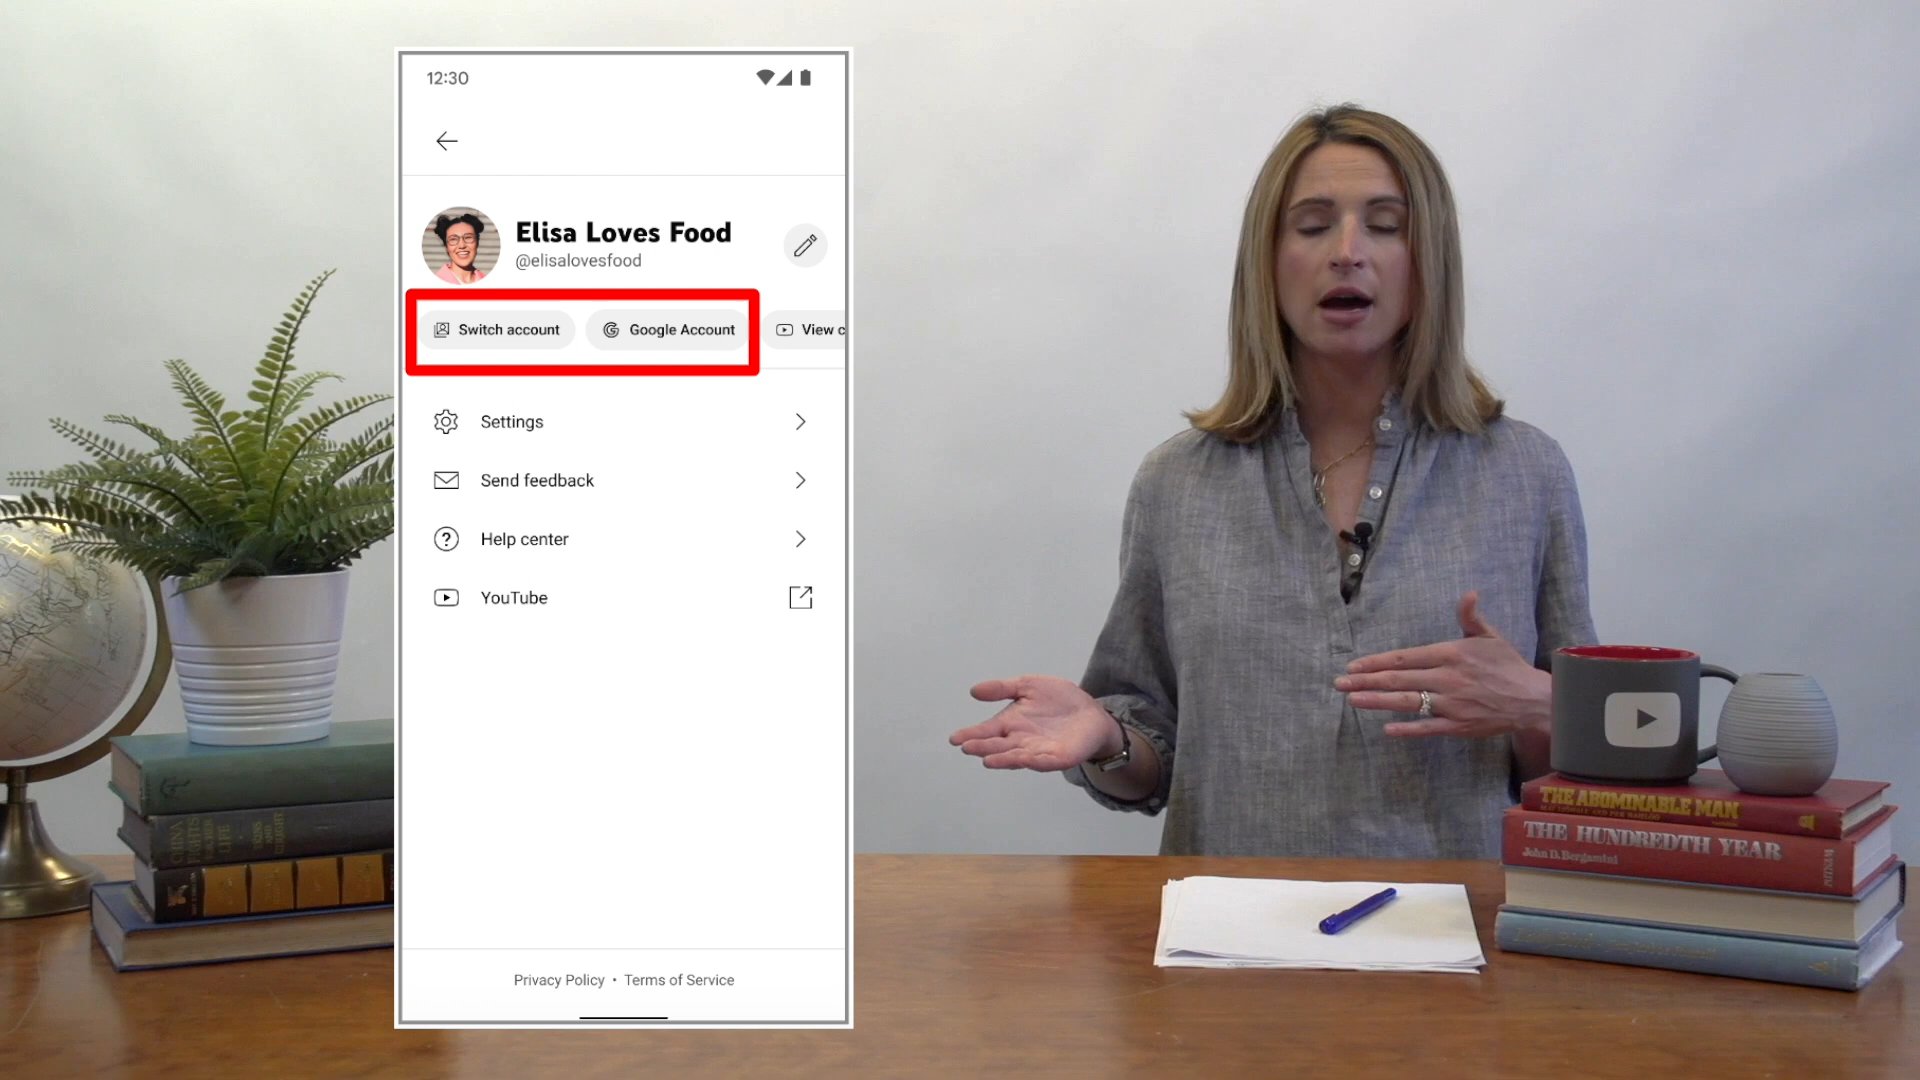 12:30
Elisa Loves Food
@elisalovesfood
Switch account
Google Account
View c
Settings
Send feedback
Help center
YouTube
Privacy Policy • Terms of Service
THE ABOMINABLE MAN
THE HUNDREDTH YEAR
John D. Bergamini